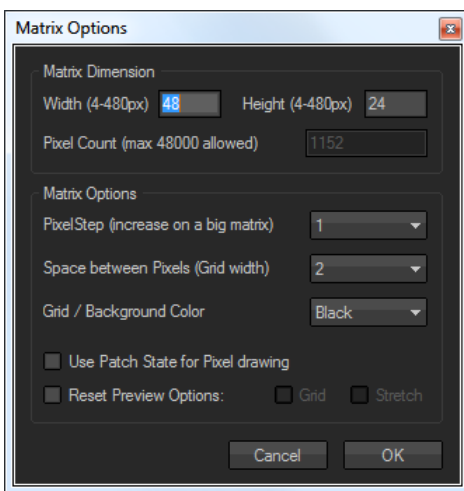 Matrix Options
Matrix Dimension
Width (4-480px) 48 Height (4-480px) 24
Pixel Count (max 48000 allowed) 1152
Matrix Options
PixelStep (increase on a big matrix) 1
Space between Pixels (Grid width) 2
Grid / Background Color Black
Use Patch State for Pixel drawing
Reset Preview Options: Grid Stretch
Cancel OK